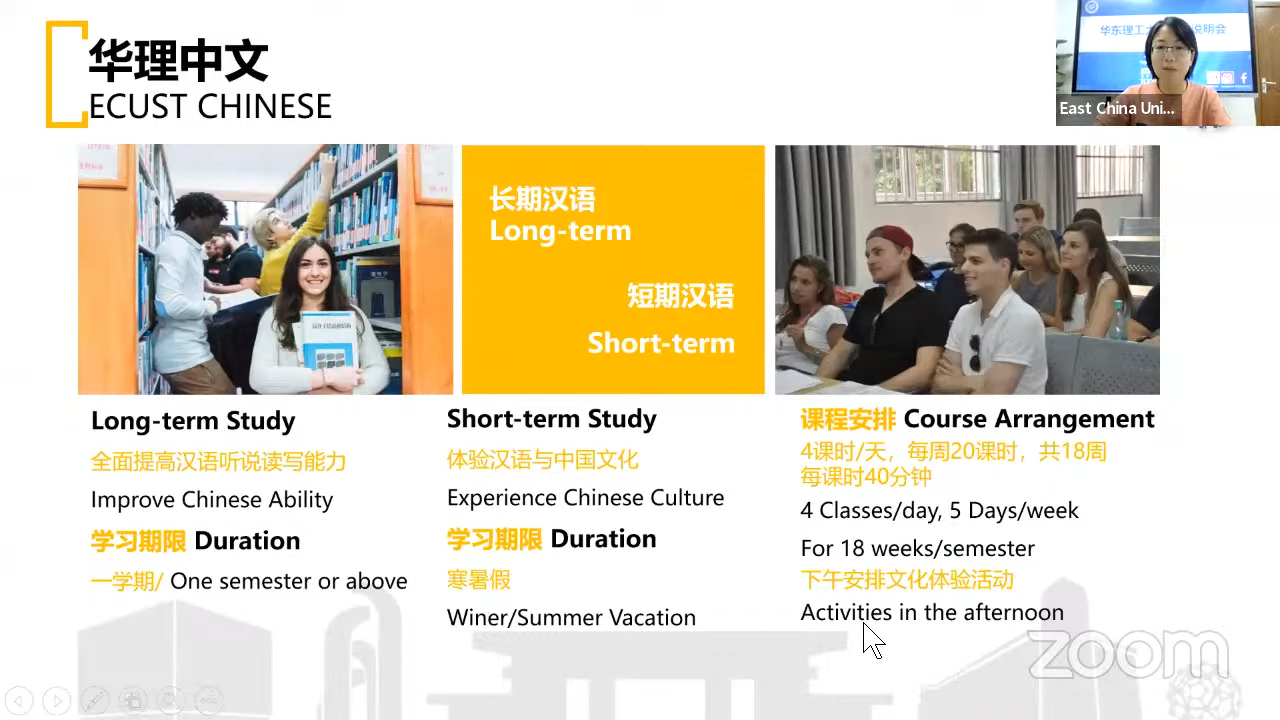 华理中文
ECUST CHINESE
East China Uni...
长期汉语
Long-term
短期汉语
Short-term
Long-term Study
全面提高汉语听说读写能力
Improve Chinese Ability
学习期限 Duration
一学期/ One semester or above
Short-term Study
体验汉语与中国文化
Experience Chinese Culture
学习期限 Duration
寒暑假
Winer/Summer Vacation
课程安排 Course Arrangement
4课时/天，每周20课时，共18周
每课时40分钟
4 Classes/day, 5 Days/week
For 18 weeks/semester
下午安排文化体验活动
Activities in the afternoon
zoom